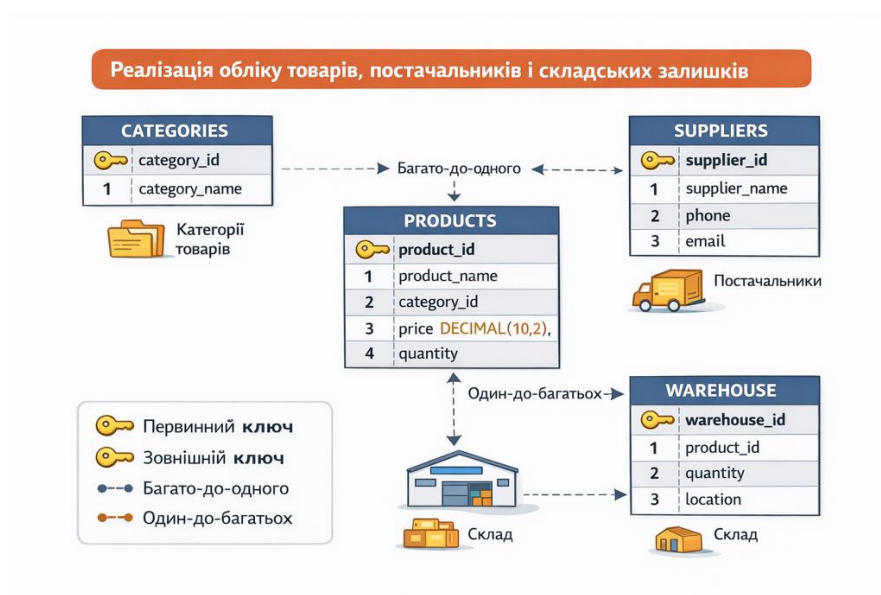 Реалізація обліку товарів, постачальників і складських залишків
CATEGORIES
category_id
1 category_name
Категорії
товарів
Багато-до-одного
SUPPLIERS
supplier_id
1 supplier_name
2 phone
3 email
Постачальники
PRODUCTS
product_id
1 product_name
2 category_id
3 price DECIMAL(10,2),
4 quantity
Один-до-багатьох
WAREHOUSE
warehouse_id
1 product_id
2 quantity
3 location
Склад
Склад
Первинний ключ
Зовнішній ключ
Багато-до-одного
Один-до-багатьох